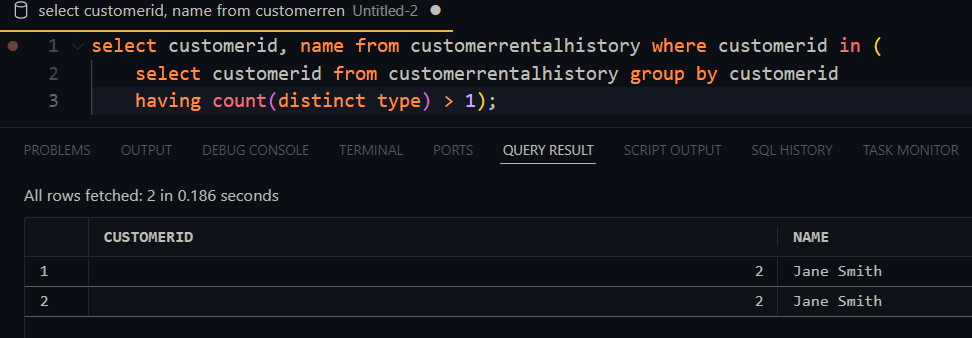 select customerid, name from customerren Untitled-2
1 select customerid, name from customerrentalhistory where customerid in (
2 select customerid from customerrentalhistory group by customerid
3 having count(distinct type) > 1);
PROBLEMS OUTPUT DEBUG CONSOLE TERMINAL PORTS QUERY RESULT SCRIPT OUTPUT SQL HISTORY TASK MONITOR
All rows fetched: 2 in 0.186 seconds
CUSTOMERID NAME
1 2 Jane Smith
2 2 Jane Smith